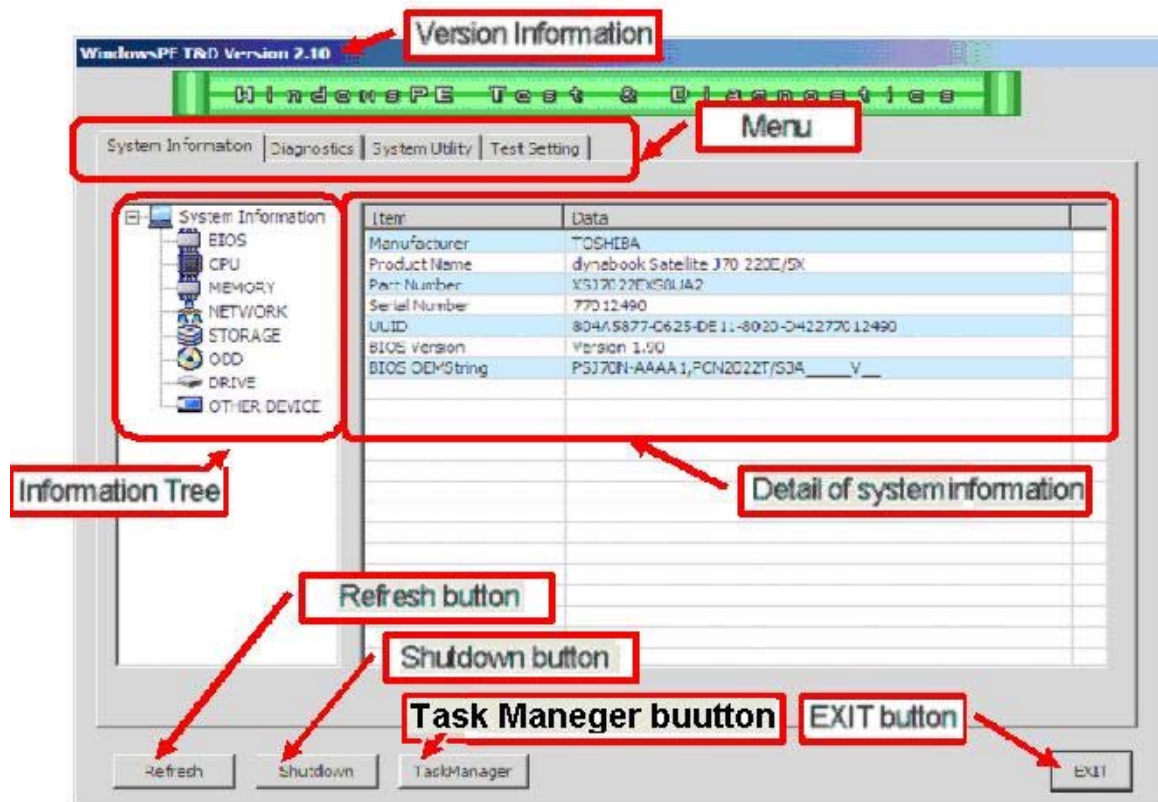 Version Information
WindowsPE T&D Version 2.10
WindowsPE Test & Diagnostics
Menu
System Information Diagnostics System Utility Test Setting
System Information
BIOS
CPU
MEMORY
NETWORK
STORAGE
ODD
DRIVE
OTHER DEVICE
Item Data
Manufacturer TOSHIBA
Product Name dynabook Satellite J70 220E/5X
Part Number
Serial Number 77012490
UUID
BIOS Version Version 1.90
BIOS OEMString
Information Tree
Detail of system information
Refresh button
Shutdown button
Task Maneger buutton
EXIT button
Refresh Shutdown TaskManager EXIT